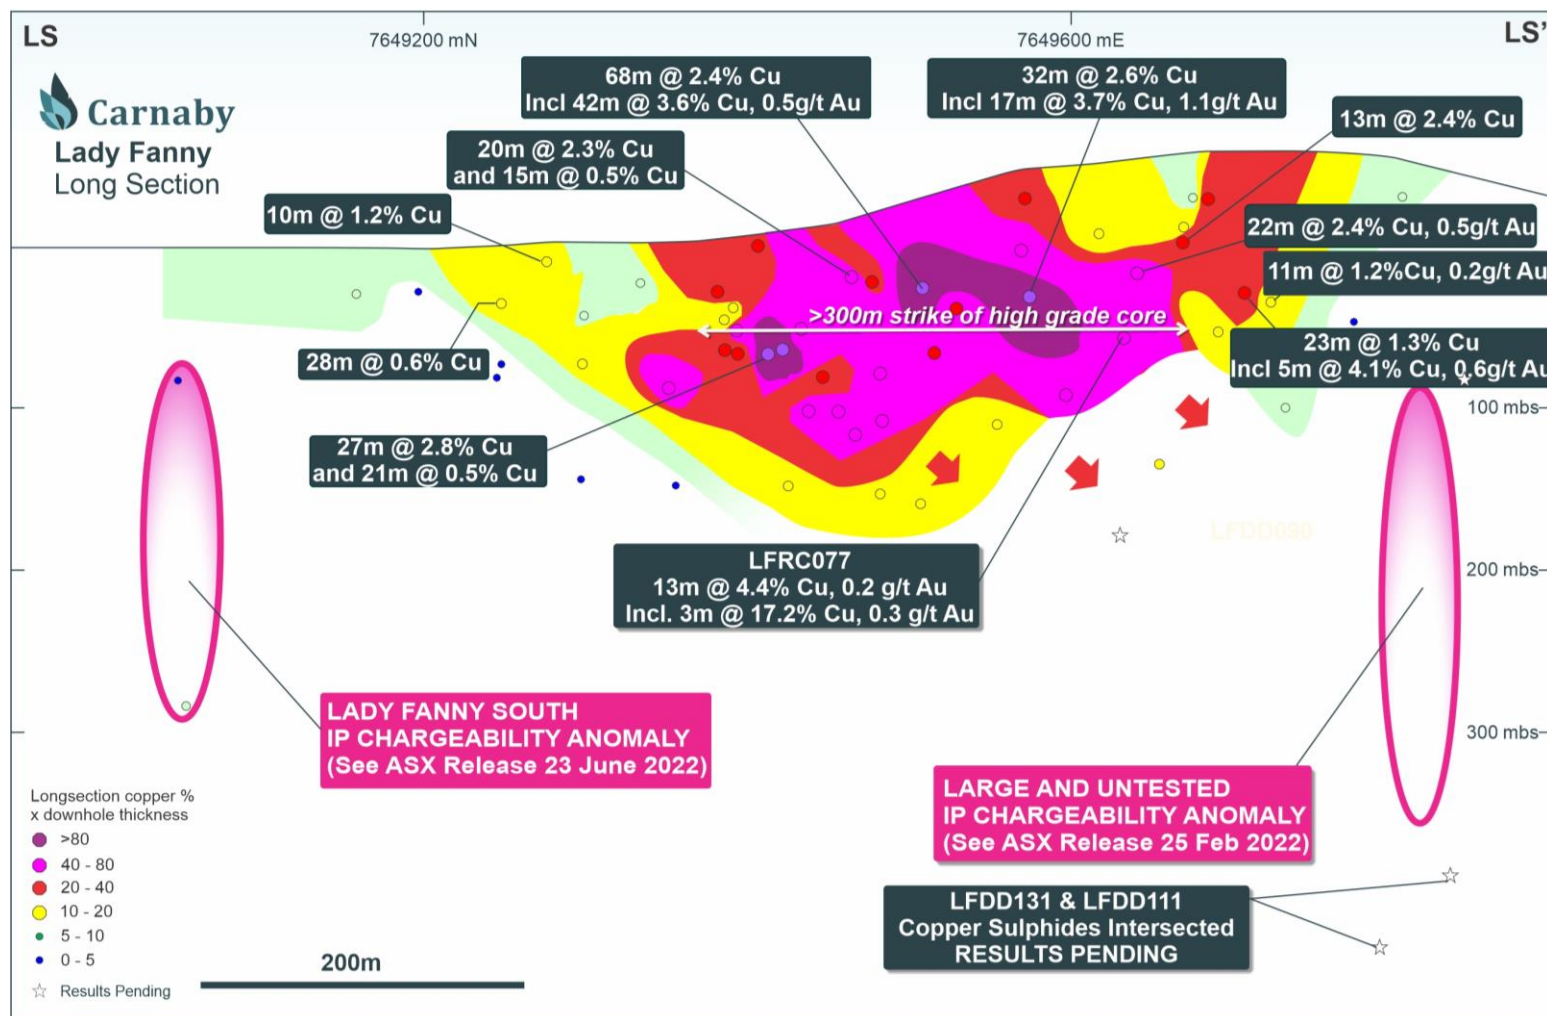 LS
7649200 mN
7649600 mE
LS'
Carnaby
Lady Fanny
Long Section
68m @ 2.4% Cu
Incl 42m @ 3.6% Cu, 0.5g/t Au
32m @ 2.6% Cu
Incl 17m @ 3.7% Cu, 1.1g/t Au
13m @ 2.4% Cu
20m @ 2.3% Cu
and 15m @ 0.5% Cu
10m @ 1.2% Cu
22m @ 2.4% Cu, 0.5g/t Au
11m @ 1.2%Cu, 0.2g/t Au
>300m strike of high grade core
28m @ 0.6% Cu
23m @ 1.3% Cu
Incl 5m @ 4.1% Cu, 0.6g/t Au
100 mbs
27m @ 2.8% Cu
and 21m @ 0.5% Cu
LFDD090
LFRC077
13m @ 4.4% Cu, 0.2 g/t Au
Incl. 3m @ 17.2% Cu, 0.3 g/t Au
200 mbs
LADY FANNY SOUTH
IP CHARGEABILITY ANOMALY
(See ASX Release 23 June 2022)
300 mbs
LARGE AND UNTESTED
IP CHARGEABILITY ANOMALY
(See ASX Release 25 Feb 2022)
Longsection copper %
x downhole thickness
>80
40 - 80
20 - 40
10 - 20
5 - 10
0 - 5
Results Pending
200m
LFDD131 & LFDD111
Copper Sulphides Intersected
RESULTS PENDING